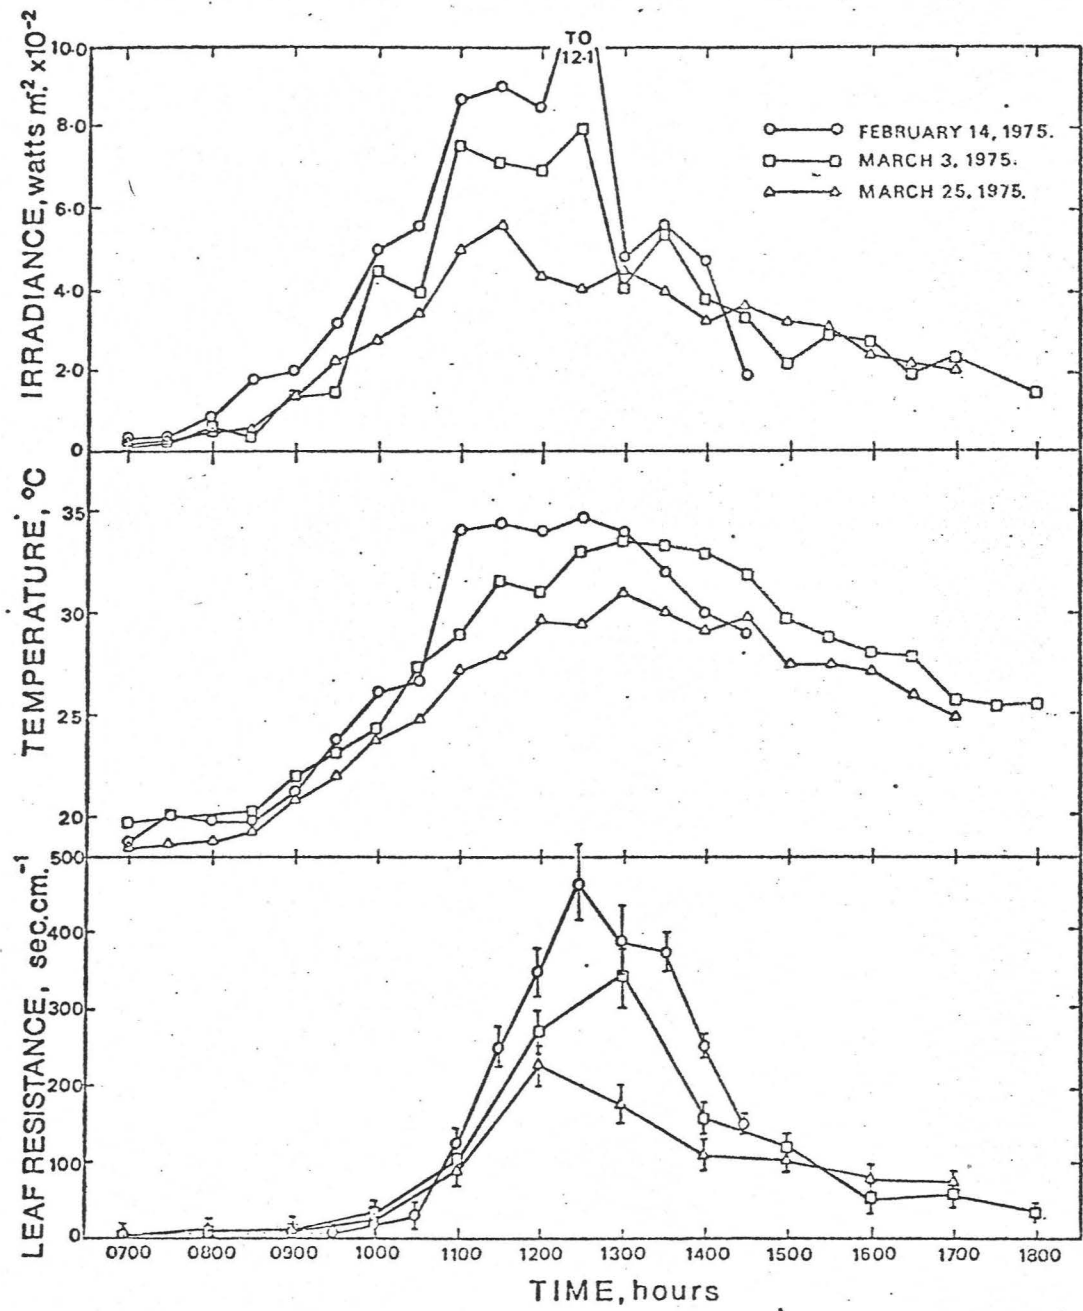 IRRADIANCE, watts m.² x10⁻²
10.0
8.0
6.0
4.0
2.0
0
TO
12.1
FEBRUARY 14, 1975.
MARCH 3, 1975.
MARCH 25, 1975.
TEMPERATURE, °C
35
30
25
20
LEAF RESISTANCE, sec.cm.⁻¹
500
400
300
200
100
0
0700 0800 0900 1000 1100 1200 1300 1400 1500 1600 1700 1800
TIME, hours